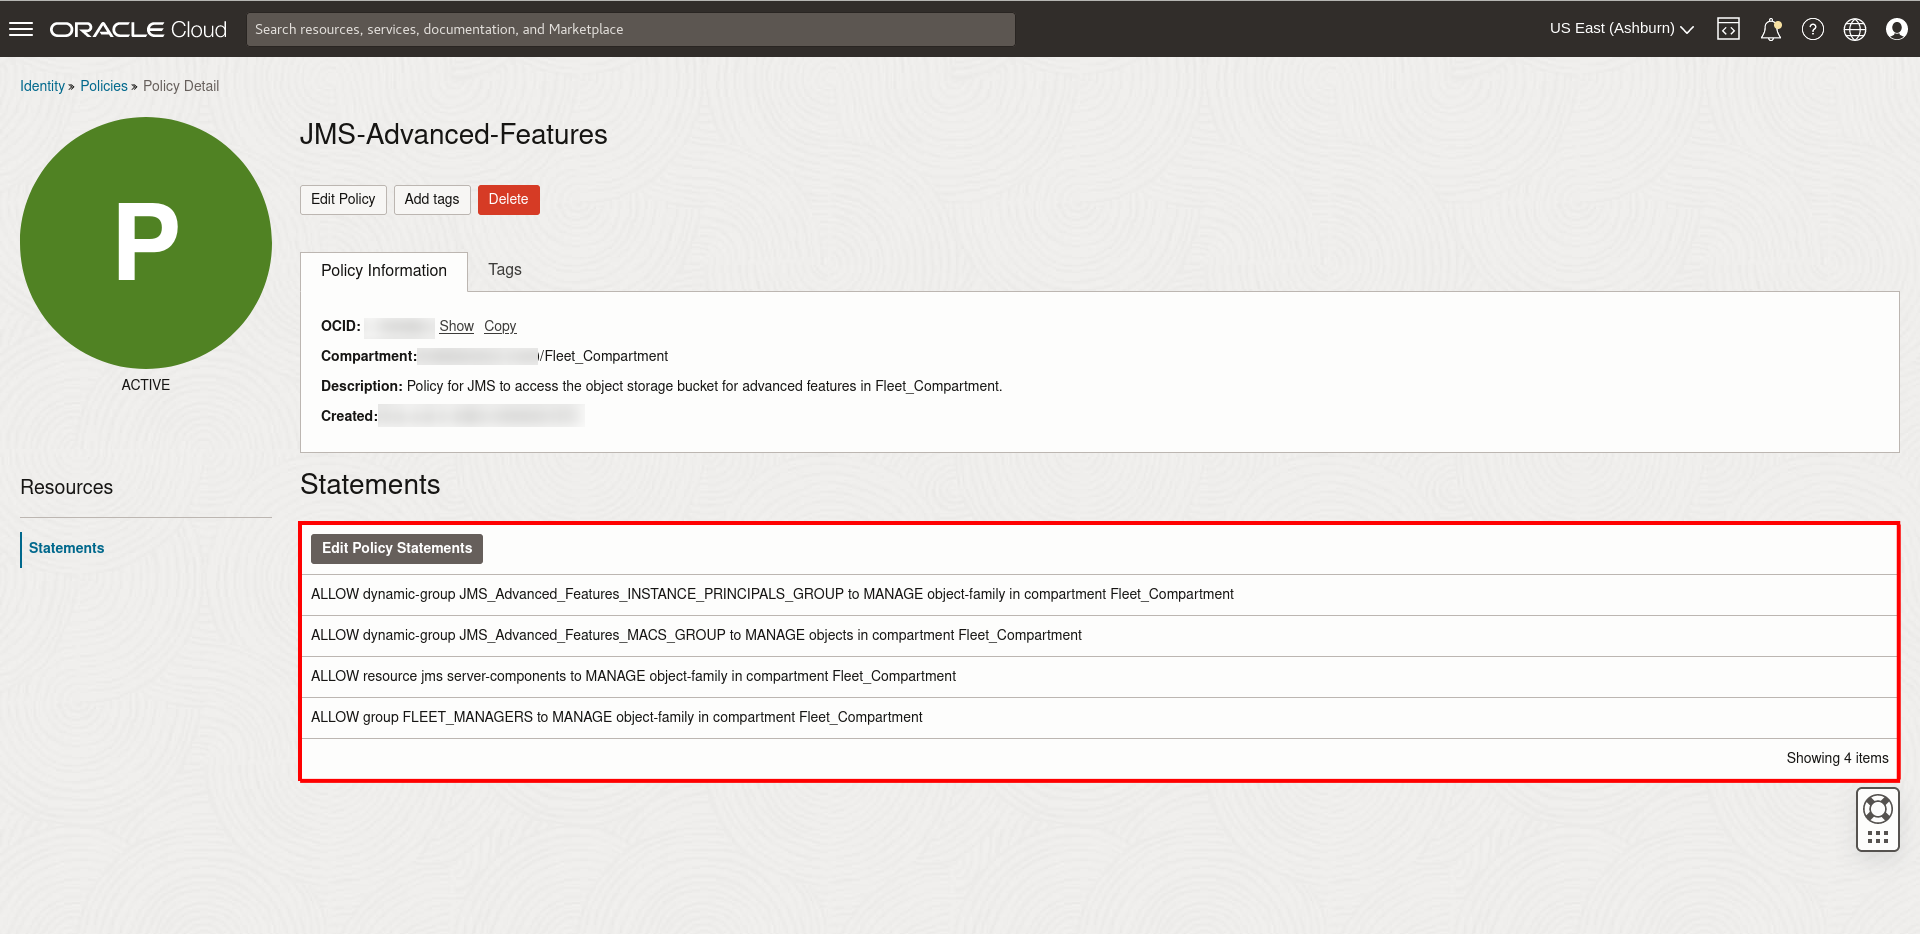 ORACLE Cloud
Search resources, services, documentation, and Marketplace
US East (Ashburn)
Identity » Policies » Policy Detail
P
ACTIVE
JMS-Advanced-Features
Edit Policy Add tags Delete
Policy Information Tags
OCID: Show Copy
Compartment: /Fleet_Compartment
Description: Policy for JMS to access the object storage bucket for advanced features in Fleet_Compartment.
Created:
Resources
Statements
Statements
Edit Policy Statements
ALLOW dynamic-group JMS_Advanced_Features_INSTANCE_PRINCIPALS_GROUP to MANAGE object-family in compartment Fleet_Compartment
ALLOW dynamic-group JMS_Advanced_Features_MACS_GROUP to MANAGE objects in compartment Fleet_Compartment
ALLOW resource jms server-components to MANAGE object-family in compartment Fleet_Compartment
ALLOW group FLEET_MANAGERS to MANAGE object-family in compartment Fleet_Compartment
Showing 4 items